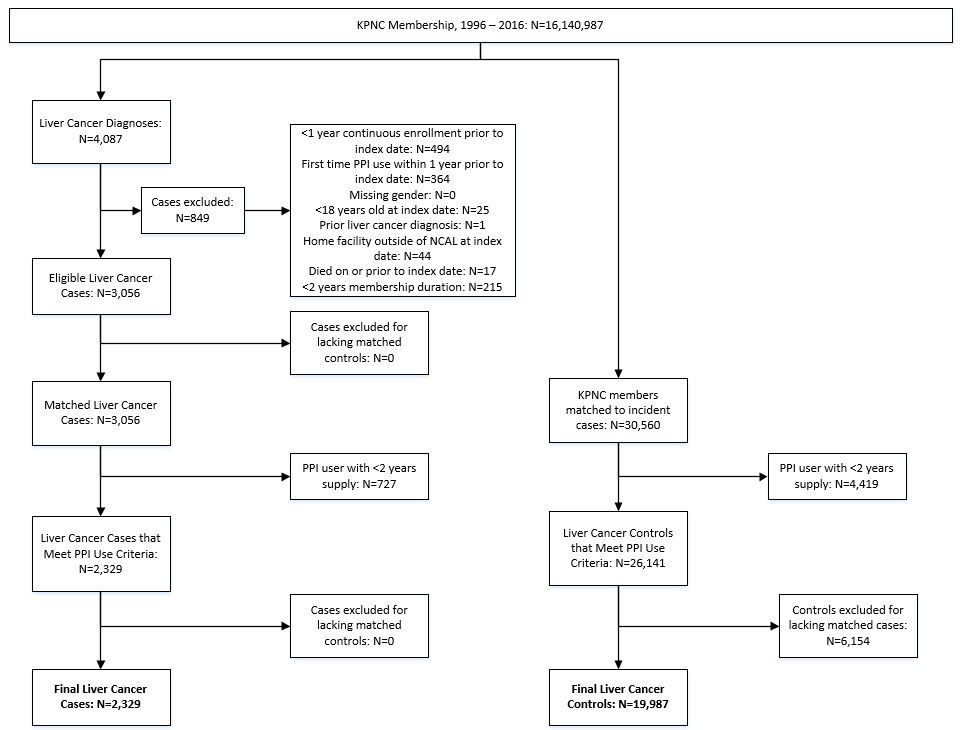 KPNC Membership, 1996 – 2016: N=16,140,987
Liver Cancer Diagnoses:
N=4,087
Cases excluded:
N=849
<1 year continuous enrollment prior to
index date: N=494
First time PPI use within 1 year prior to
index date: N=364
Missing gender: N=0
<18 years old at index date: N=25
Prior liver cancer diagnosis: N=1
Home facility outside of NCAL at index
date: N=44
Died on or prior to index date: N=17
<2 years membership duration: N=215
Eligible Liver Cancer
Cases: N=3,056
Cases excluded for
lacking matched
controls: N=0
Matched Liver Cancer
Cases: N=3,056
KPNC members
matched to incident
cases: N=30,560
PPI user with <2 years
supply: N=727
PPI user with <2 years
supply: N=4,419
Liver Cancer Cases that
Meet PPI Use Criteria:
N=2,329
Liver Cancer Controls
that Meet PPI Use
Criteria: N=26,141
Cases excluded for
lacking matched
controls: N=0
Controls excluded for
lacking matched cases:
N=6,154
Final Liver Cancer
Cases: N=2,329
Final Liver Cancer
Controls: N=19,987